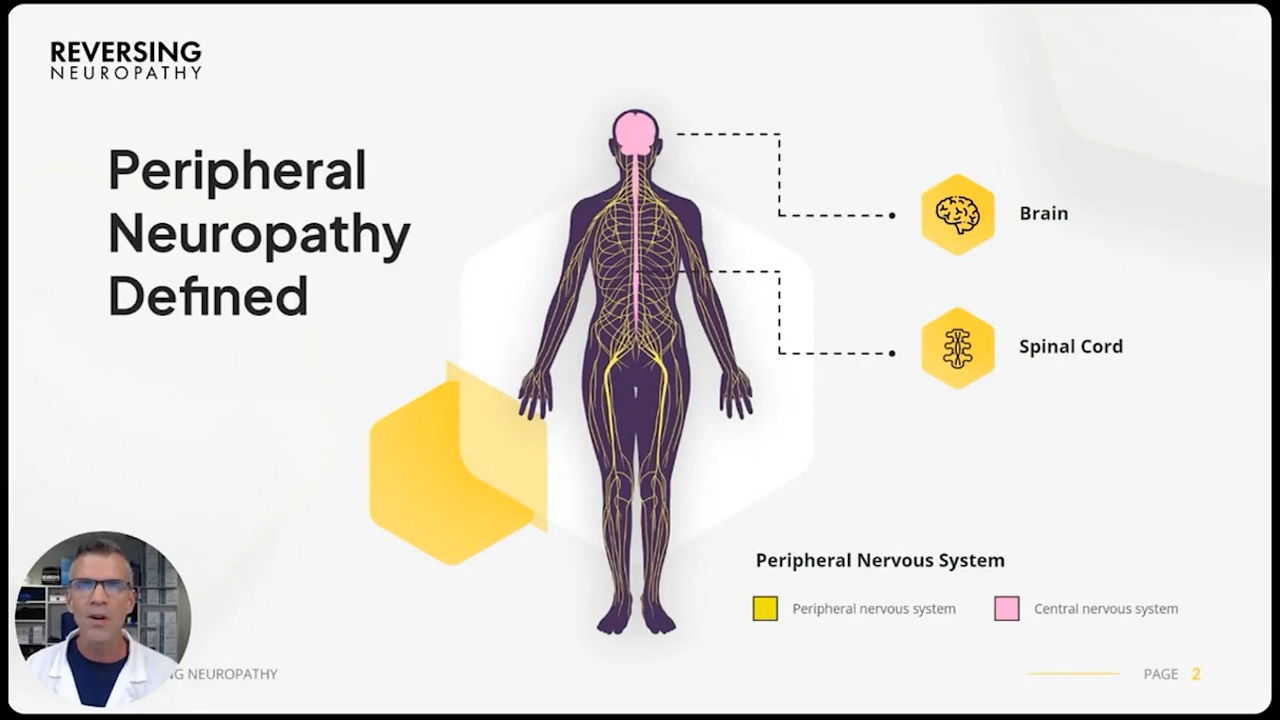 REVERSING
NEUROPATHY
Peripheral
Neuropathy
Defined
Brain
Spinal Cord
Peripheral Nervous System
Peripheral nervous system
Central nervous system
NG NEUROPATHY
PAGE 2